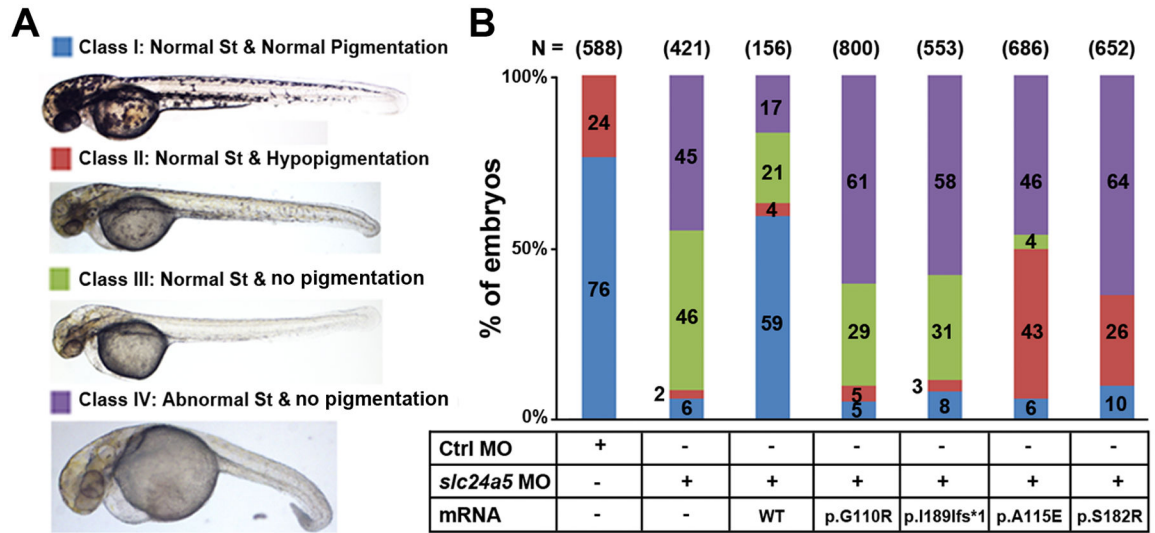 A
Class I: Normal St & Normal Pigmentation
Class II: Normal St & Hypopigmentation
Class III: Normal St & no pigmentation
Class IV: Abnormal St & no pigmentation
B
N = (588) (421) (156) (800) (553) (686) (652)
100%
50%
0%
% of embryos
24
76
45
46
2
6
17
21
4
59
61
29
5
5
58
31
3
8
46
4
43
6
64
26
10
Ctrl MO + - - - - - -
slc24a5 MO - + + + + + +
mRNA - - WT p.G110R p.I189Ifs*1 p.A115E p.S182R